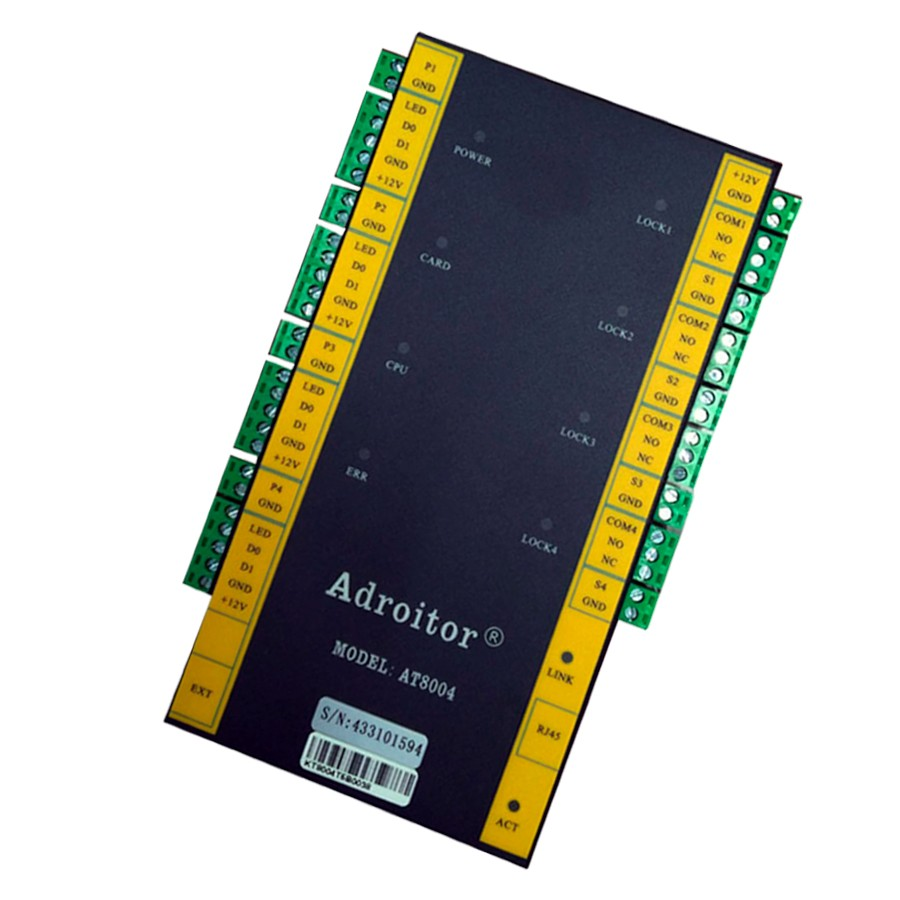 P1
GND
LED
D0
D1
GND
+12V
P2
GND
LED
D0
D1
GND
+12V
P3
GND
LED
D0
D1
GND
+12V
P4
GND
LED
D0
D1
GND
+12V
EXT
POWER
CARD
CPU
ERR
LOCK1
LOCK2
LOCK3
LOCK4
+12V
GND
COM1
NO
NC
S1
GND
COM2
NO
NC
S2
GND
COM3
NO
NC
S3
GND
COM4
NO
NC
S4
GND
LINK
RJ45
ACT
Adroitor®
MODEL: AT8004
S/N:433101594